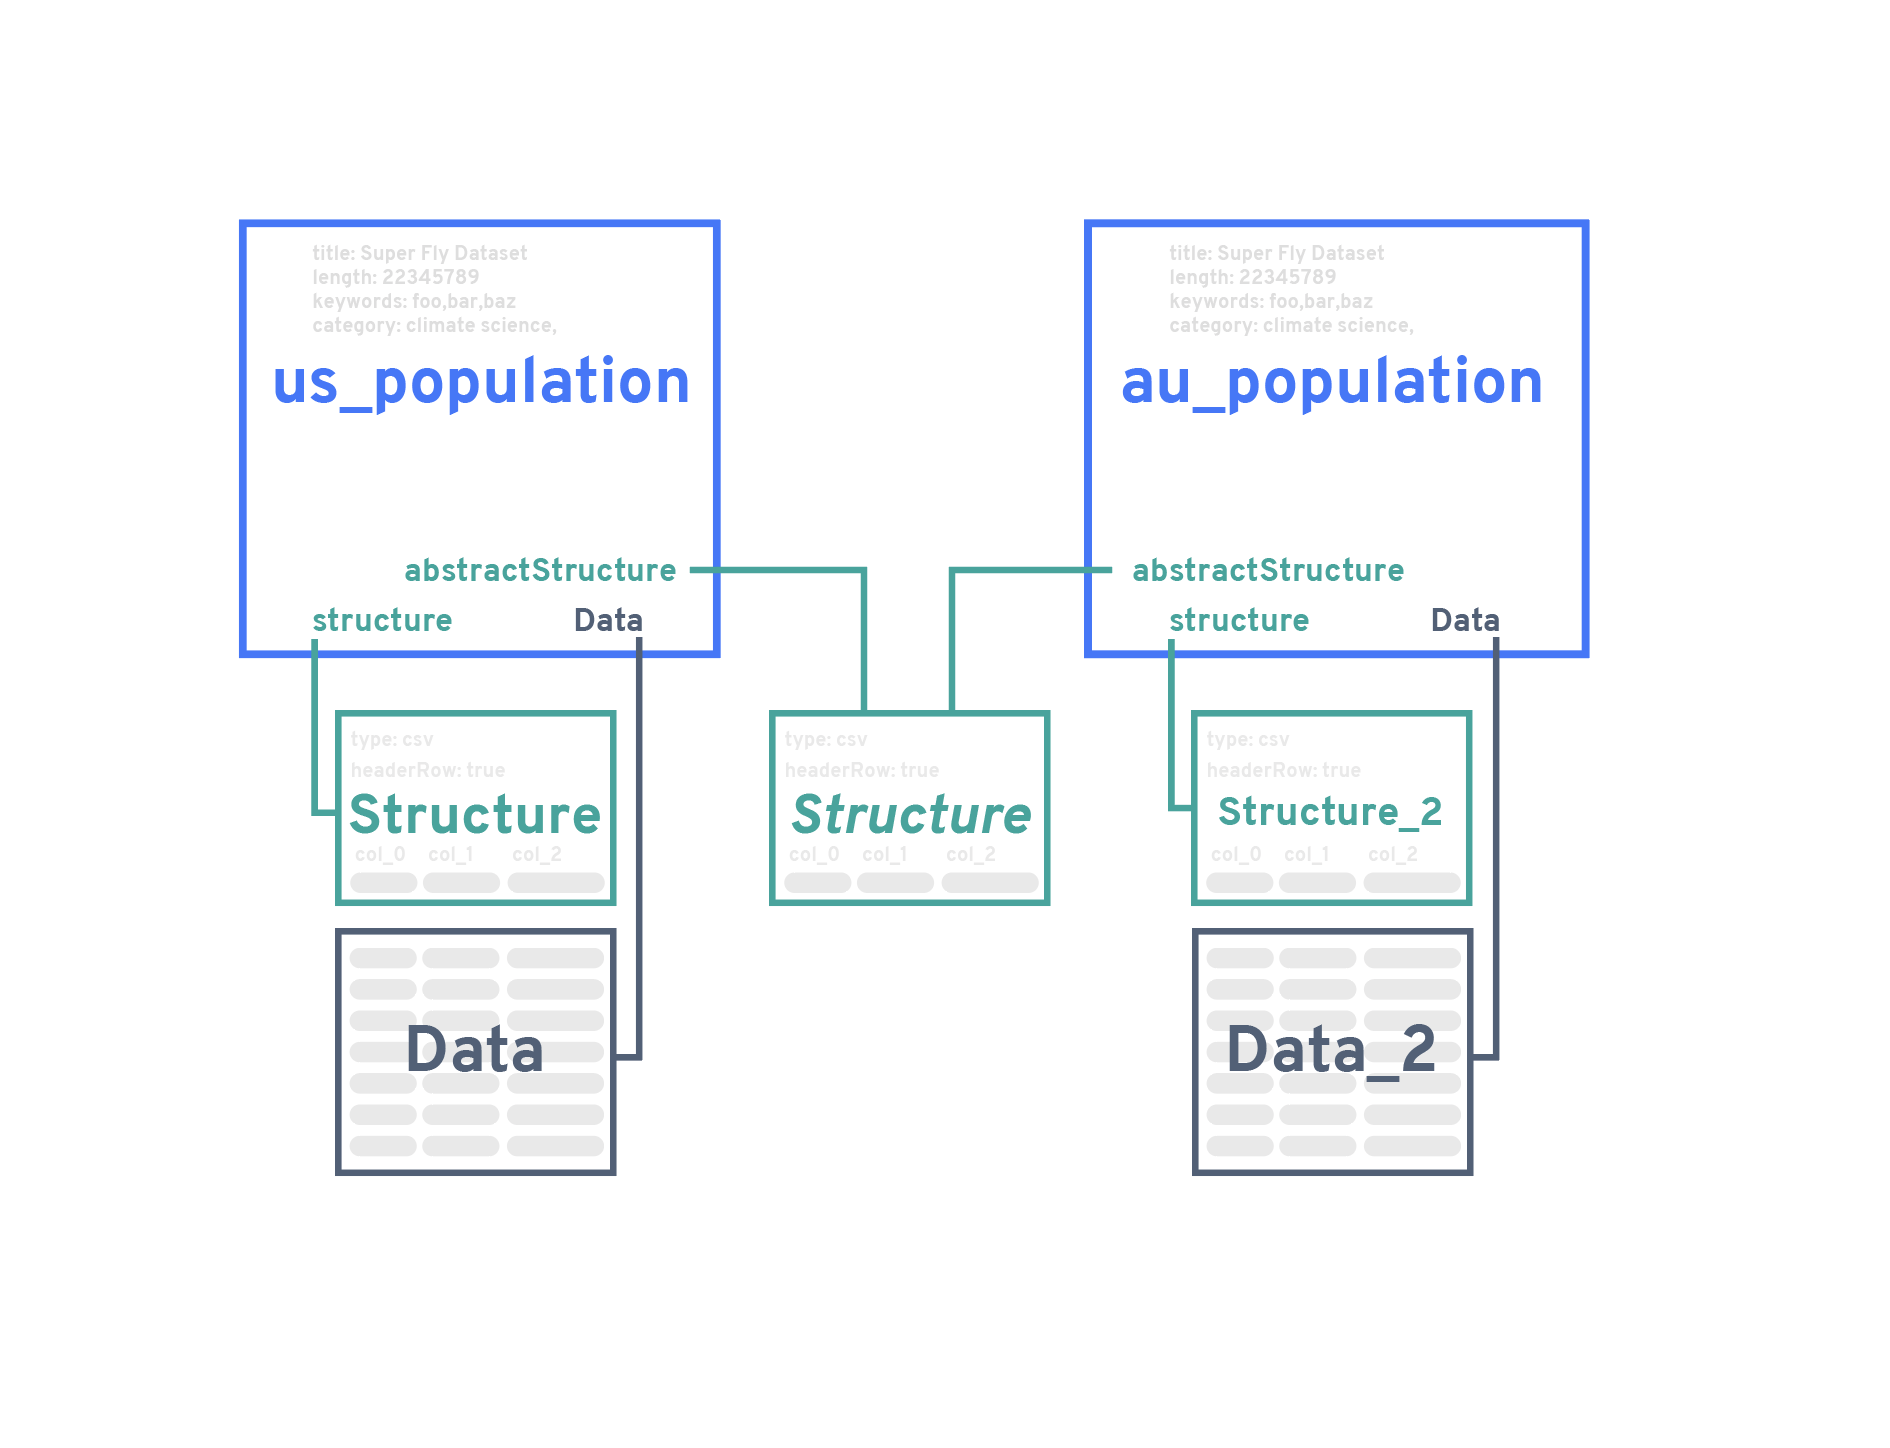 title: Super Fly Dataset
length: 22345789
keywords: foo,bar,baz
category: climate science,
us_population
abstractStructure
structure
Data
title: Super Fly Dataset
length: 22345789
keywords: foo,bar,baz
category: climate science,
au_population
abstractStructure
structure
Data
type: csv
headerRow: true
Structure
col_0 col_1 col_2
type: csv
headerRow: true
Structure
col_0 col_1 col_2
type: csv
headerRow: true
Structure_2
col_0 col_1 col_2
Data
Data_2